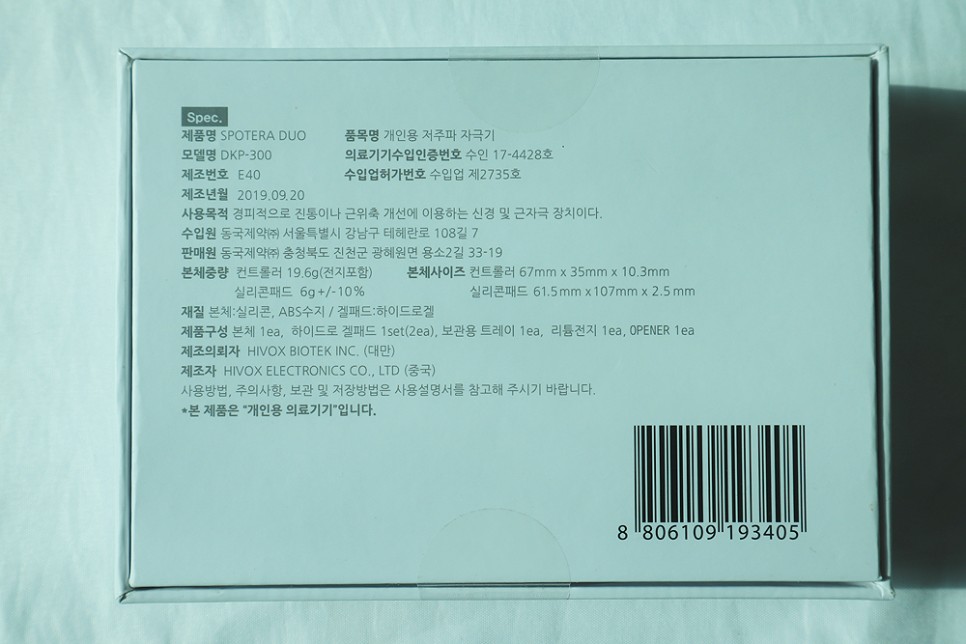 Spec.
제품명 SPOTERA DUO 품목명 개인용 저주파 자극기
모델명 DKP-300 의료기기수입인증번호 수인 17-4428호
제조번호 E40 수입업허가번호 수입업 제2735호
제조년월 2019.09.20
사용목적 경피적으로 진통이나 근위축 개선에 이용하는 신경 및 근자극 장치이다.
수입원 동국제약㈜ 서울특별시 강남구 테헤란로 108길 7
판매원 동국제약㈜ 충청북도 진천군 광혜원면 용소2길 33-19
본체중량 컨트롤러 19.6g(전지포함) 본체사이즈 컨트롤러 67mm x 35mm x 10.3mm
실리콘패드 6g+/-10% 실리콘패드 61.5mm x107mm x 2.5mm
재질 본체:실리콘, ABS수지 / 겔패드:하이드로겔
제품구성 본체 1ea, 하이드로 겔패드 1set(2ea), 보관용 트레이 1ea, 리튬전지 1ea, OPENER 1ea
제조의뢰자 HIVOX BIOTEK INC. (대만)
제조자 HIVOX ELECTRONICS CO., LTD (중국)
사용방법, 주의사항, 보관 및 저장방법은 사용설명서를 참고해 주시기 바랍니다.
*본 제품은 "개인용 의료기기"입니다.
8 806109 193405